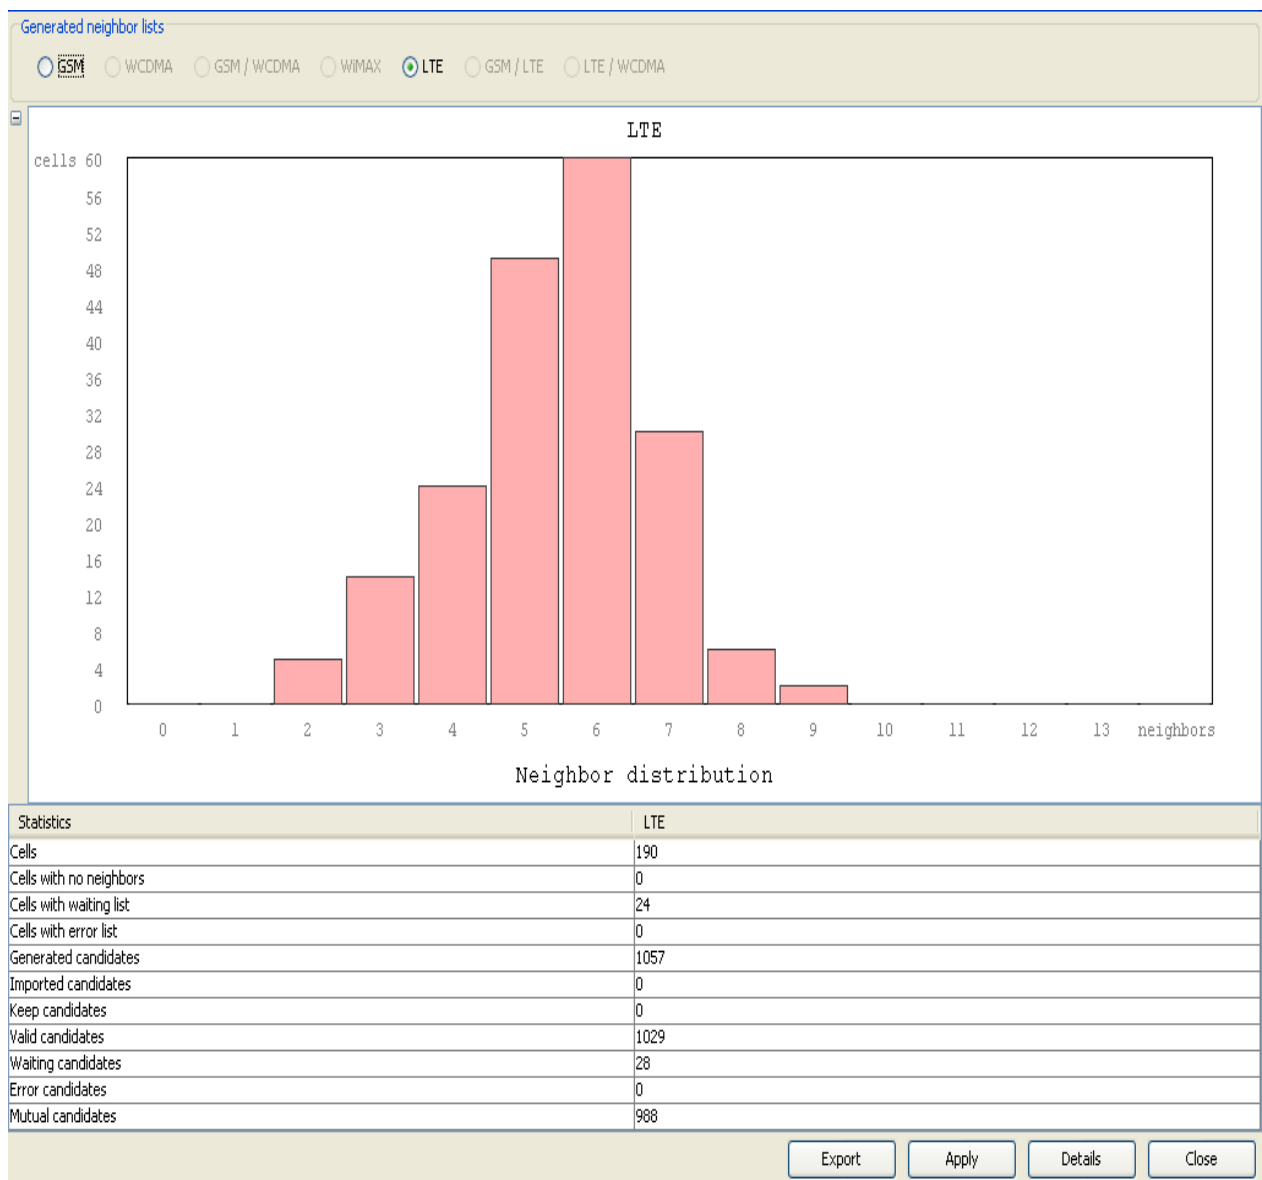 Generated neighbor lists
GSM WCDMA GSM / WCDMA WiMAX LTE GSM / LTE LTE / WCDMA
LTE
cells 60
56
52
48
44
40
36
32
28
24
20
16
12
8
4
0
0 1 2 3 4 5 6 7 8 9 10 11 12 13 neighbors
Neighbor distribution
Statistics LTE
Cells 190
Cells with no neighbors 0
Cells with waiting list 24
Cells with error list 0
Generated candidates 1057
Imported candidates 0
Keep candidates 0
Valid candidates 1029
Waiting candidates 28
Error candidates 0
Mutual candidates 988
Export Apply Details Close